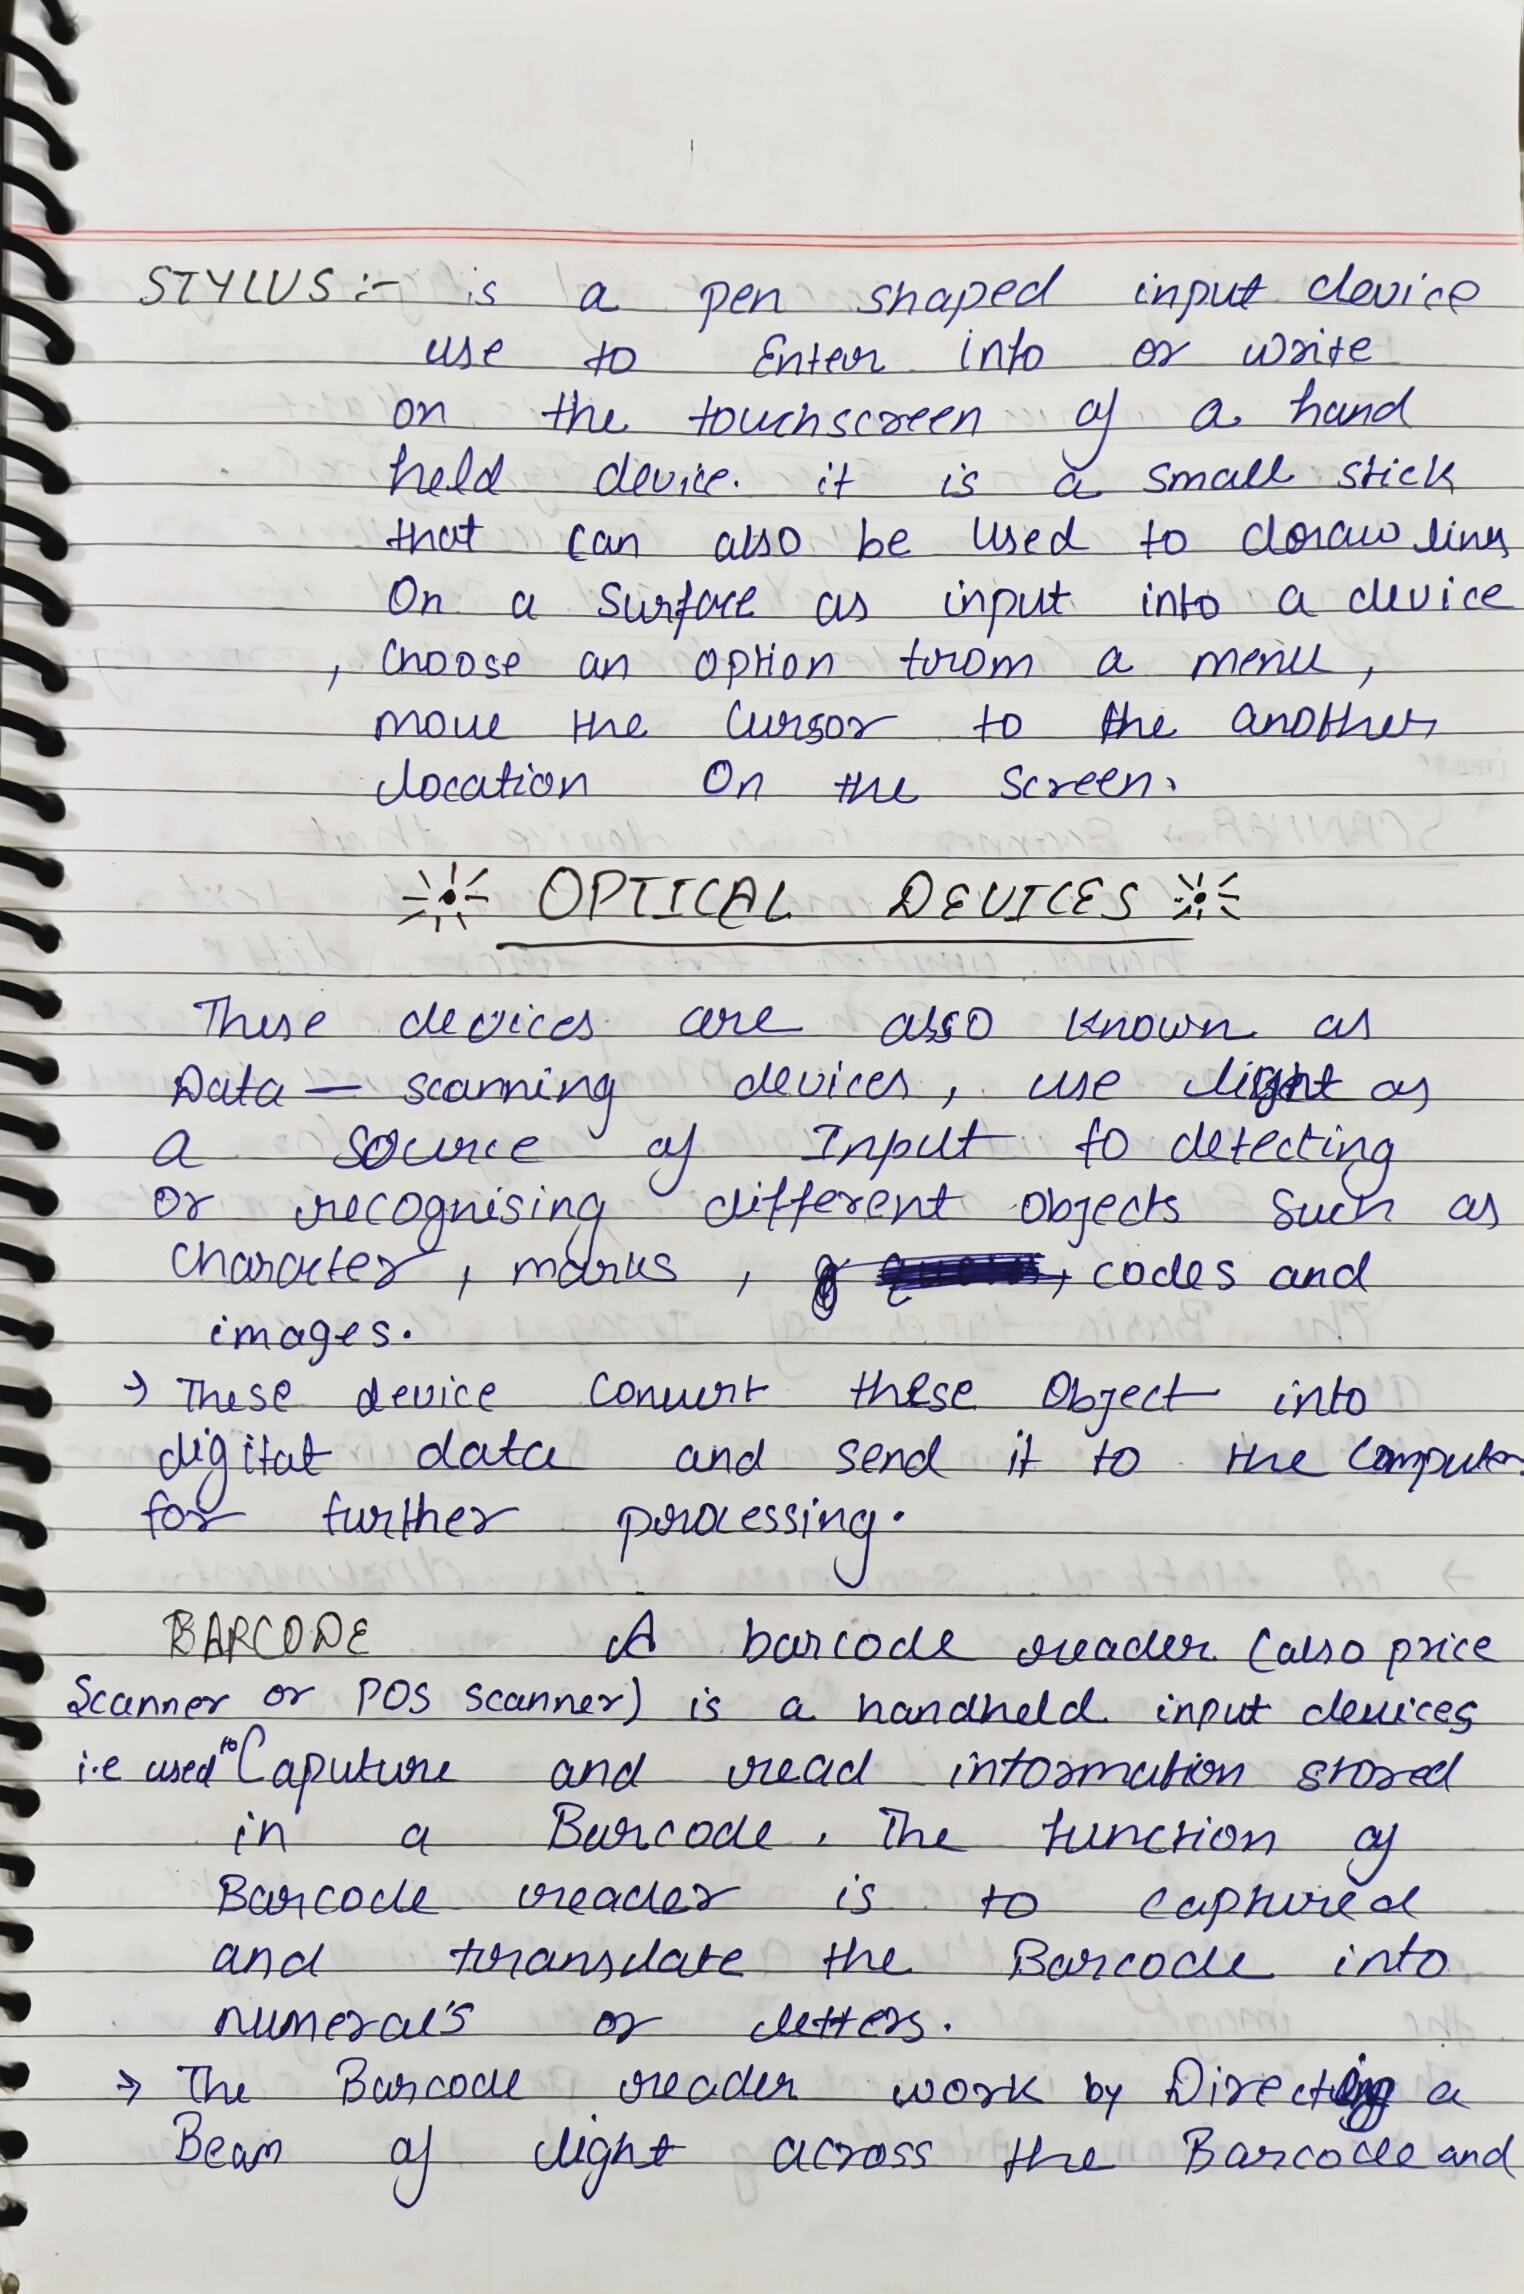 STYLUS :- is a pen shaped input device
use to Enter info or write
on the touchscreen of a hand
held device. it is a small stick
that can also be Used to draw lines
On a Surface as input into a device
, Choose an option from a menu,
move the Cursor to the another
location On the Screen.
OPTICAL DEVICES
These devices are also known as
Data — scanning devices, use light as
a source of Input to detecting
or recognising different objects Such as
Character, marks, codes and
images.
→ These device Convert these Object into
digital data and send it to the Computer
for further processing.
BARCODE A barcode reader (also price
Scanner or POS scanner) is a handheld input devices
i.e used to Caputure and read information stored
in a Barcode. The function of
Barcode reader is to captured
and translate the Barcode into
numeral's or letters.
→ The Barcode reader work by Directing a
Beam of light across the Barcode and